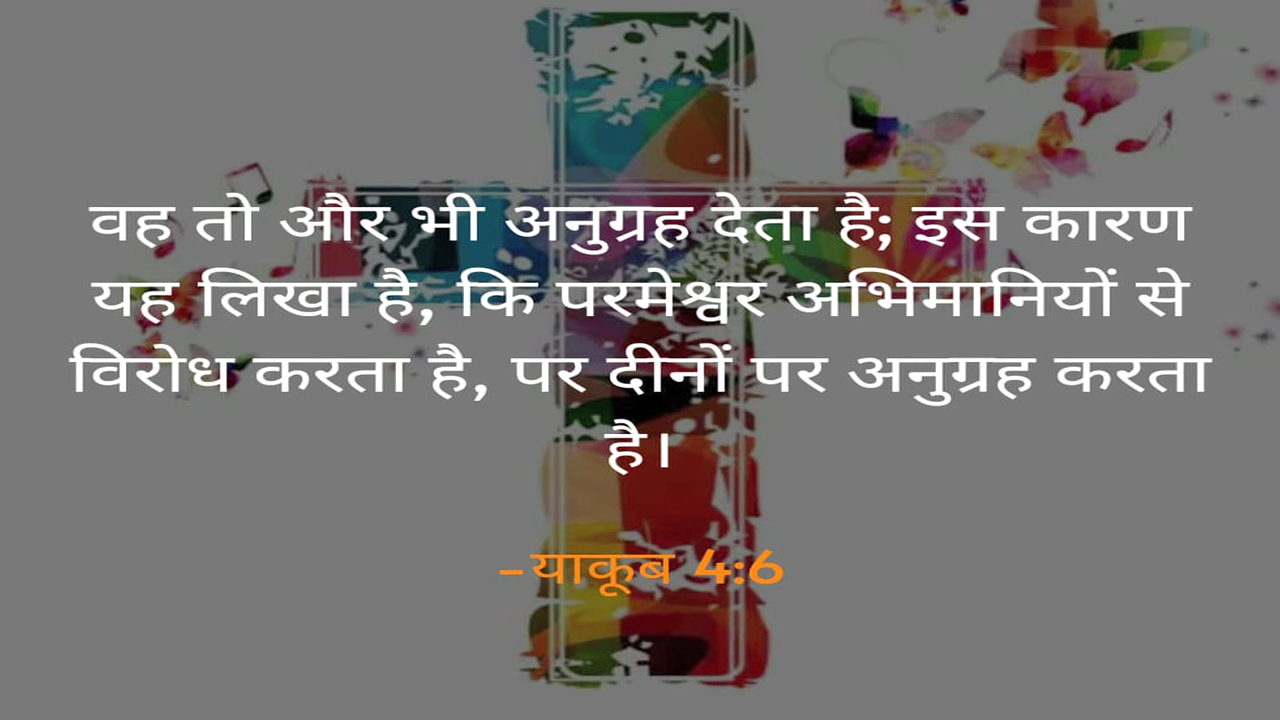 वह तो और भी अनुग्रह देता है; इस कारण
यह लिखा है, कि परमेश्वर अभिमानियों से
विरोध करता है, पर दीनों पर अनुग्रह करता
है।
–याकूब 4:6